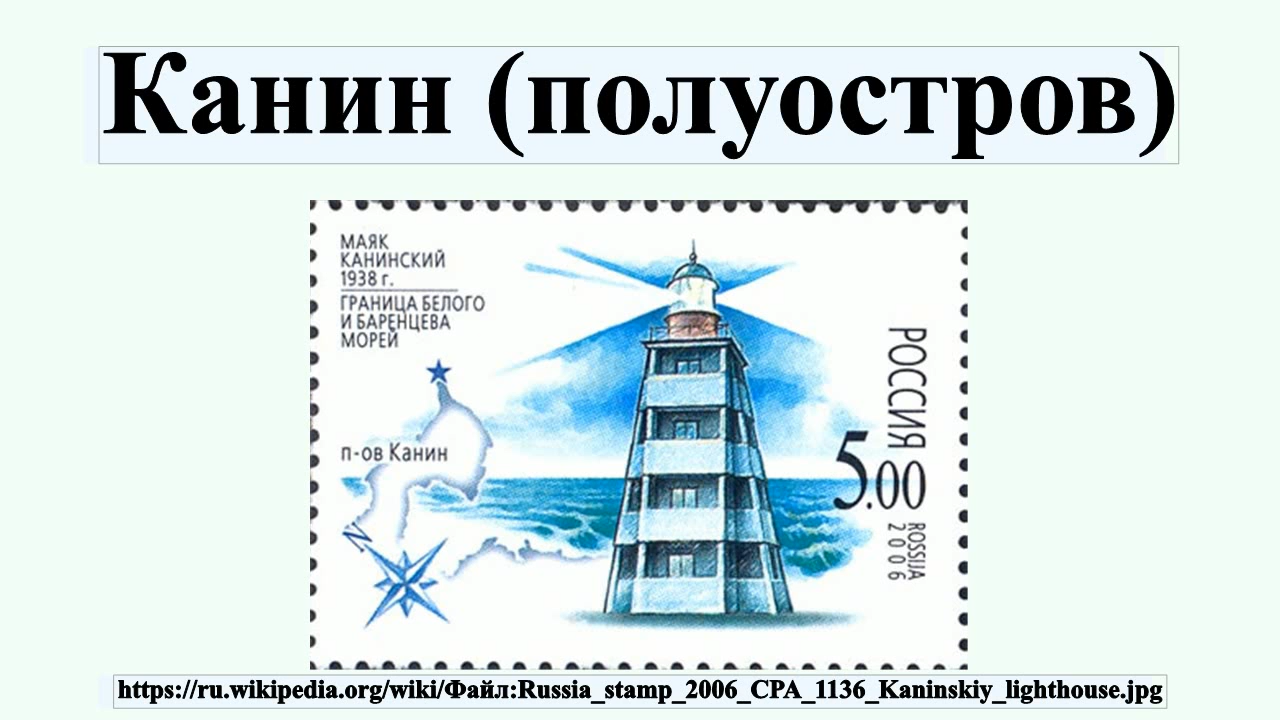 Канин (полуостров)
МАЯК
КАНИНСКИЙ
1938 г.
ГРАНИЦА БЕЛОГО
И БАРЕНЦЕВА
МОРЕЙ
п-ов Канин
N
РОССИЯ
5.00
ROSSIJA
2006
https://ru.wikipedia.org/wiki/Файл:Russia_stamp_2006_CPA_1136_Kaninskiy_lighthouse.jpg